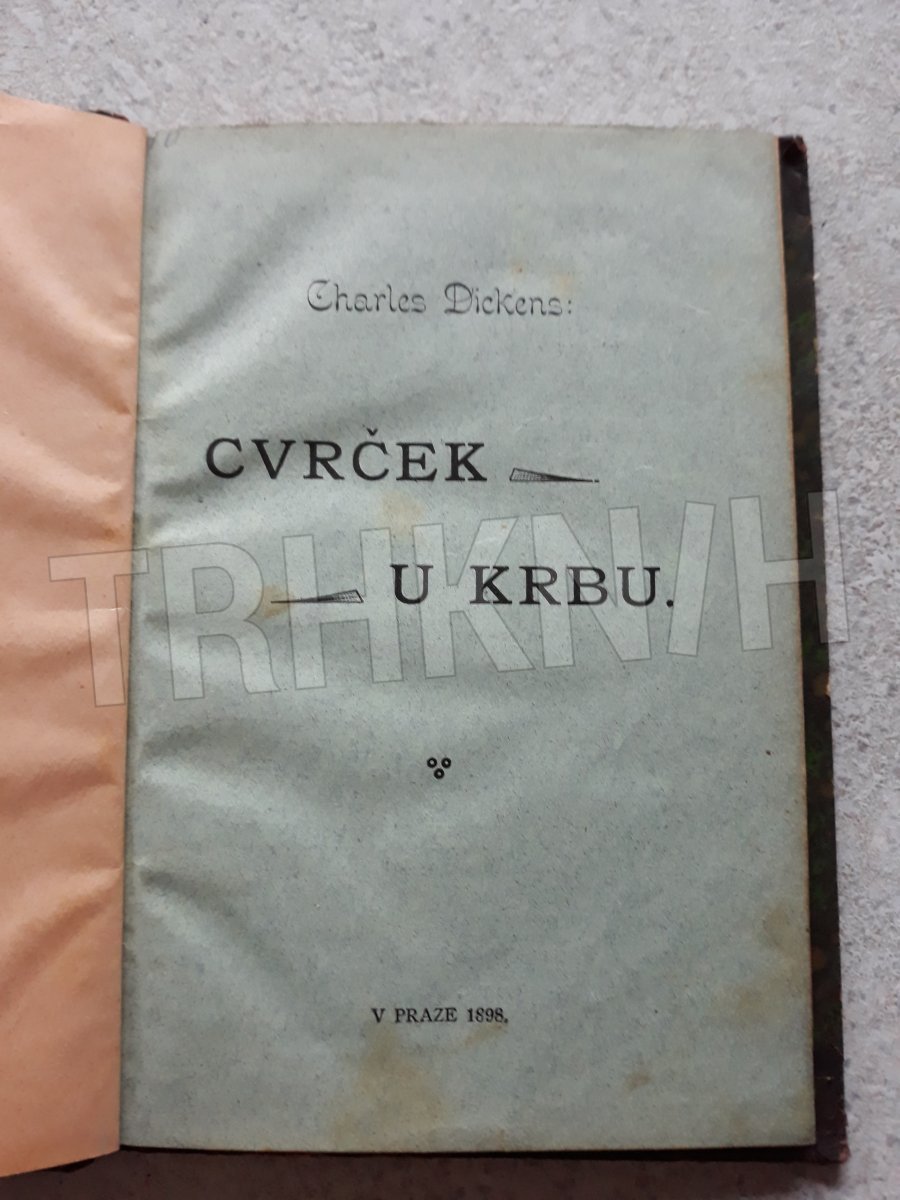 Charles Dickens:
CVRČEK
U KRBU.
V PRAZE 1898.
TRHKNIH